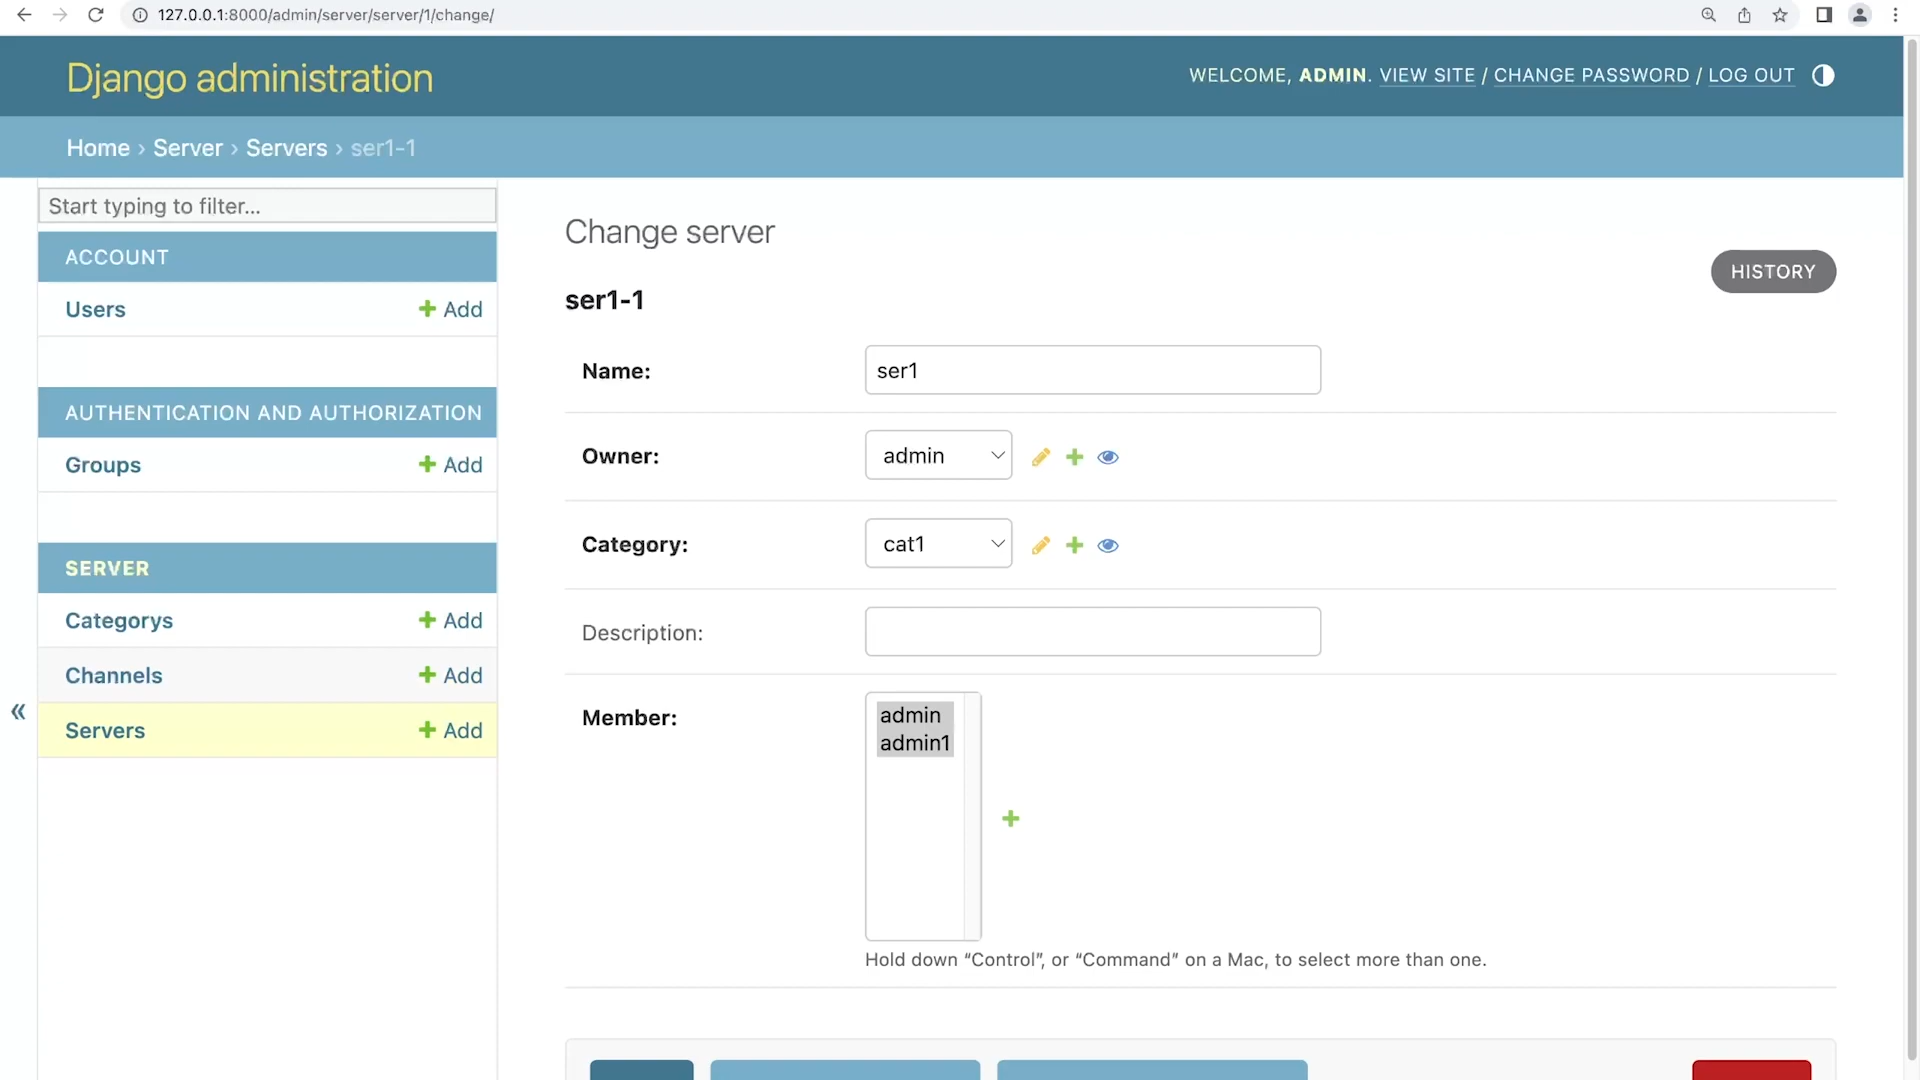 127.0.0.1:8000/admin/server/server/1/change/
Django administration
WELCOME, ADMIN. VIEW SITE / CHANGE PASSWORD / LOG OUT
Home › Server › Servers › ser1-1
Start typing to filter...
ACCOUNT
Users
+ Add
AUTHENTICATION AND AUTHORIZATION
Groups
+ Add
SERVER
Categorys
+ Add
Channels
+ Add
Servers
+ Add
«
Change server
HISTORY
ser1-1
Name:
ser1
Owner:
admin
Category:
cat1
Description:
Member:
admin
admin1
Hold down “Control”, or “Command” on a Mac, to select more than one.